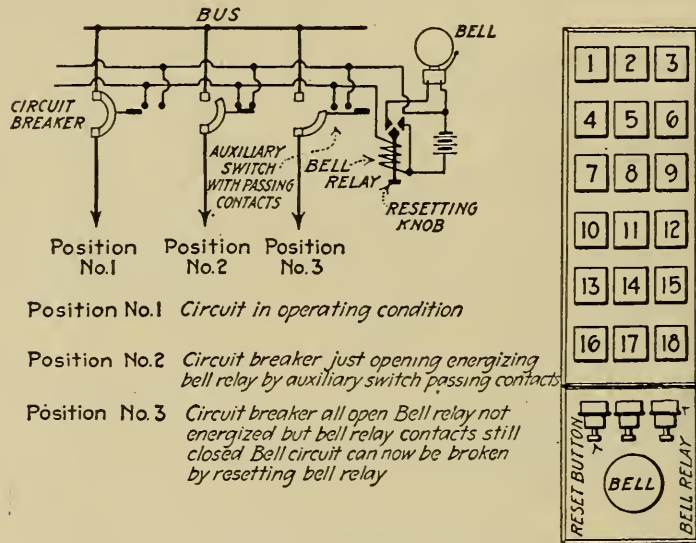 BUS
BELL
CIRCUIT
BREAKER
AUXILIARY
SWITCH
WITH PASSING
CONTACTS
BELL
RELAY
RESETTING
KNOB
Position
No.1
Position
No.2
Position
No.3
Position No.1 Circuit in operating condition
Position No.2 Circuit breaker just opening energizing
bell relay by auxiliary switch passing contacts
Position No.3 Circuit breaker all open Bell relay not
energized but bell relay contacts still
closed Bell circuit can now be broken
by resetting bell relay
1 2 3
4 5 6
7 8 9
10 11 12
13 14 15
16 17 18
RESET BUTTON
BELL
BELL RELAY